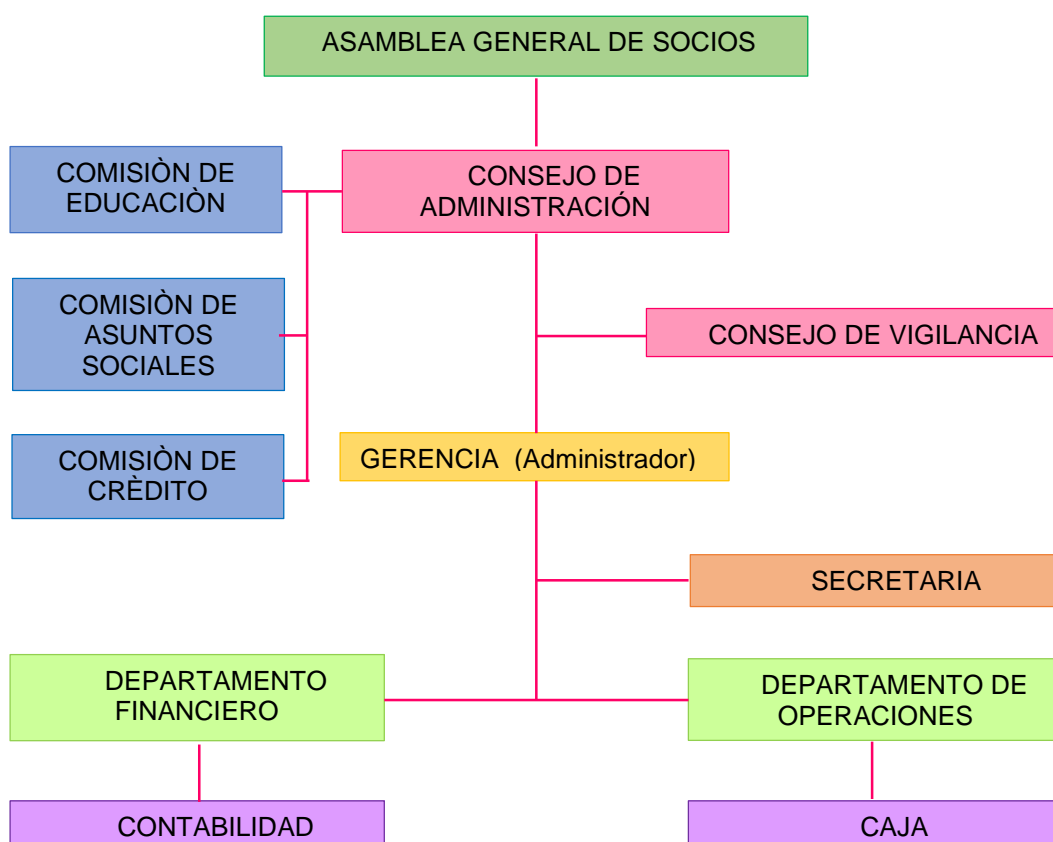 ASAMBLEA GENERAL DE SOCIOS
COMISIÒN DE
EDUCACIÒN
CONSEJO DE
ADMINISTRACIÓN
COMISIÒN DE
ASUNTOS
SOCIALES
CONSEJO DE VIGILANCIA
COMISIÒN DE
CRÈDITO
GERENCIA (Administrador)
SECRETARIA
DEPARTAMENTO
FINANCIERO
DEPARTAMENTO DE
OPERACIONES
CONTABILIDAD
CAJA